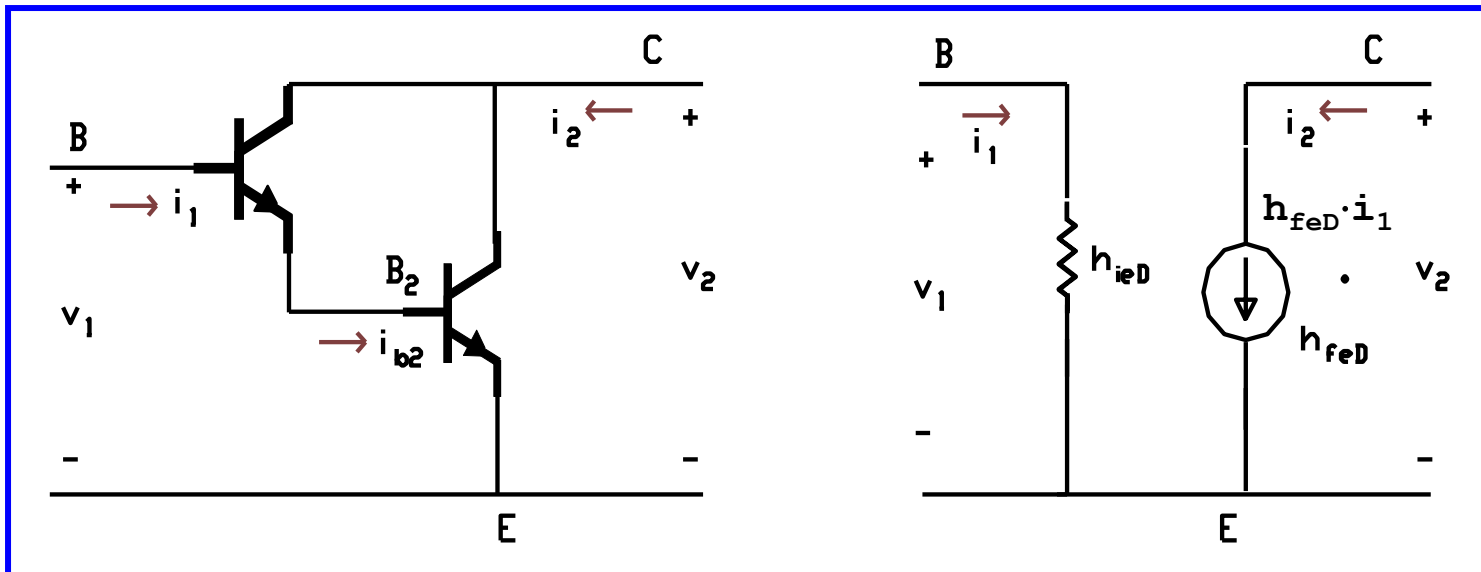 C
B
i2
+
+
i1
B2
v2
v1
ib2
-
-
E
B
C
i1
i2
+
+
hfeD·i1
hieD
v1
v2
hfeD
-
-
E